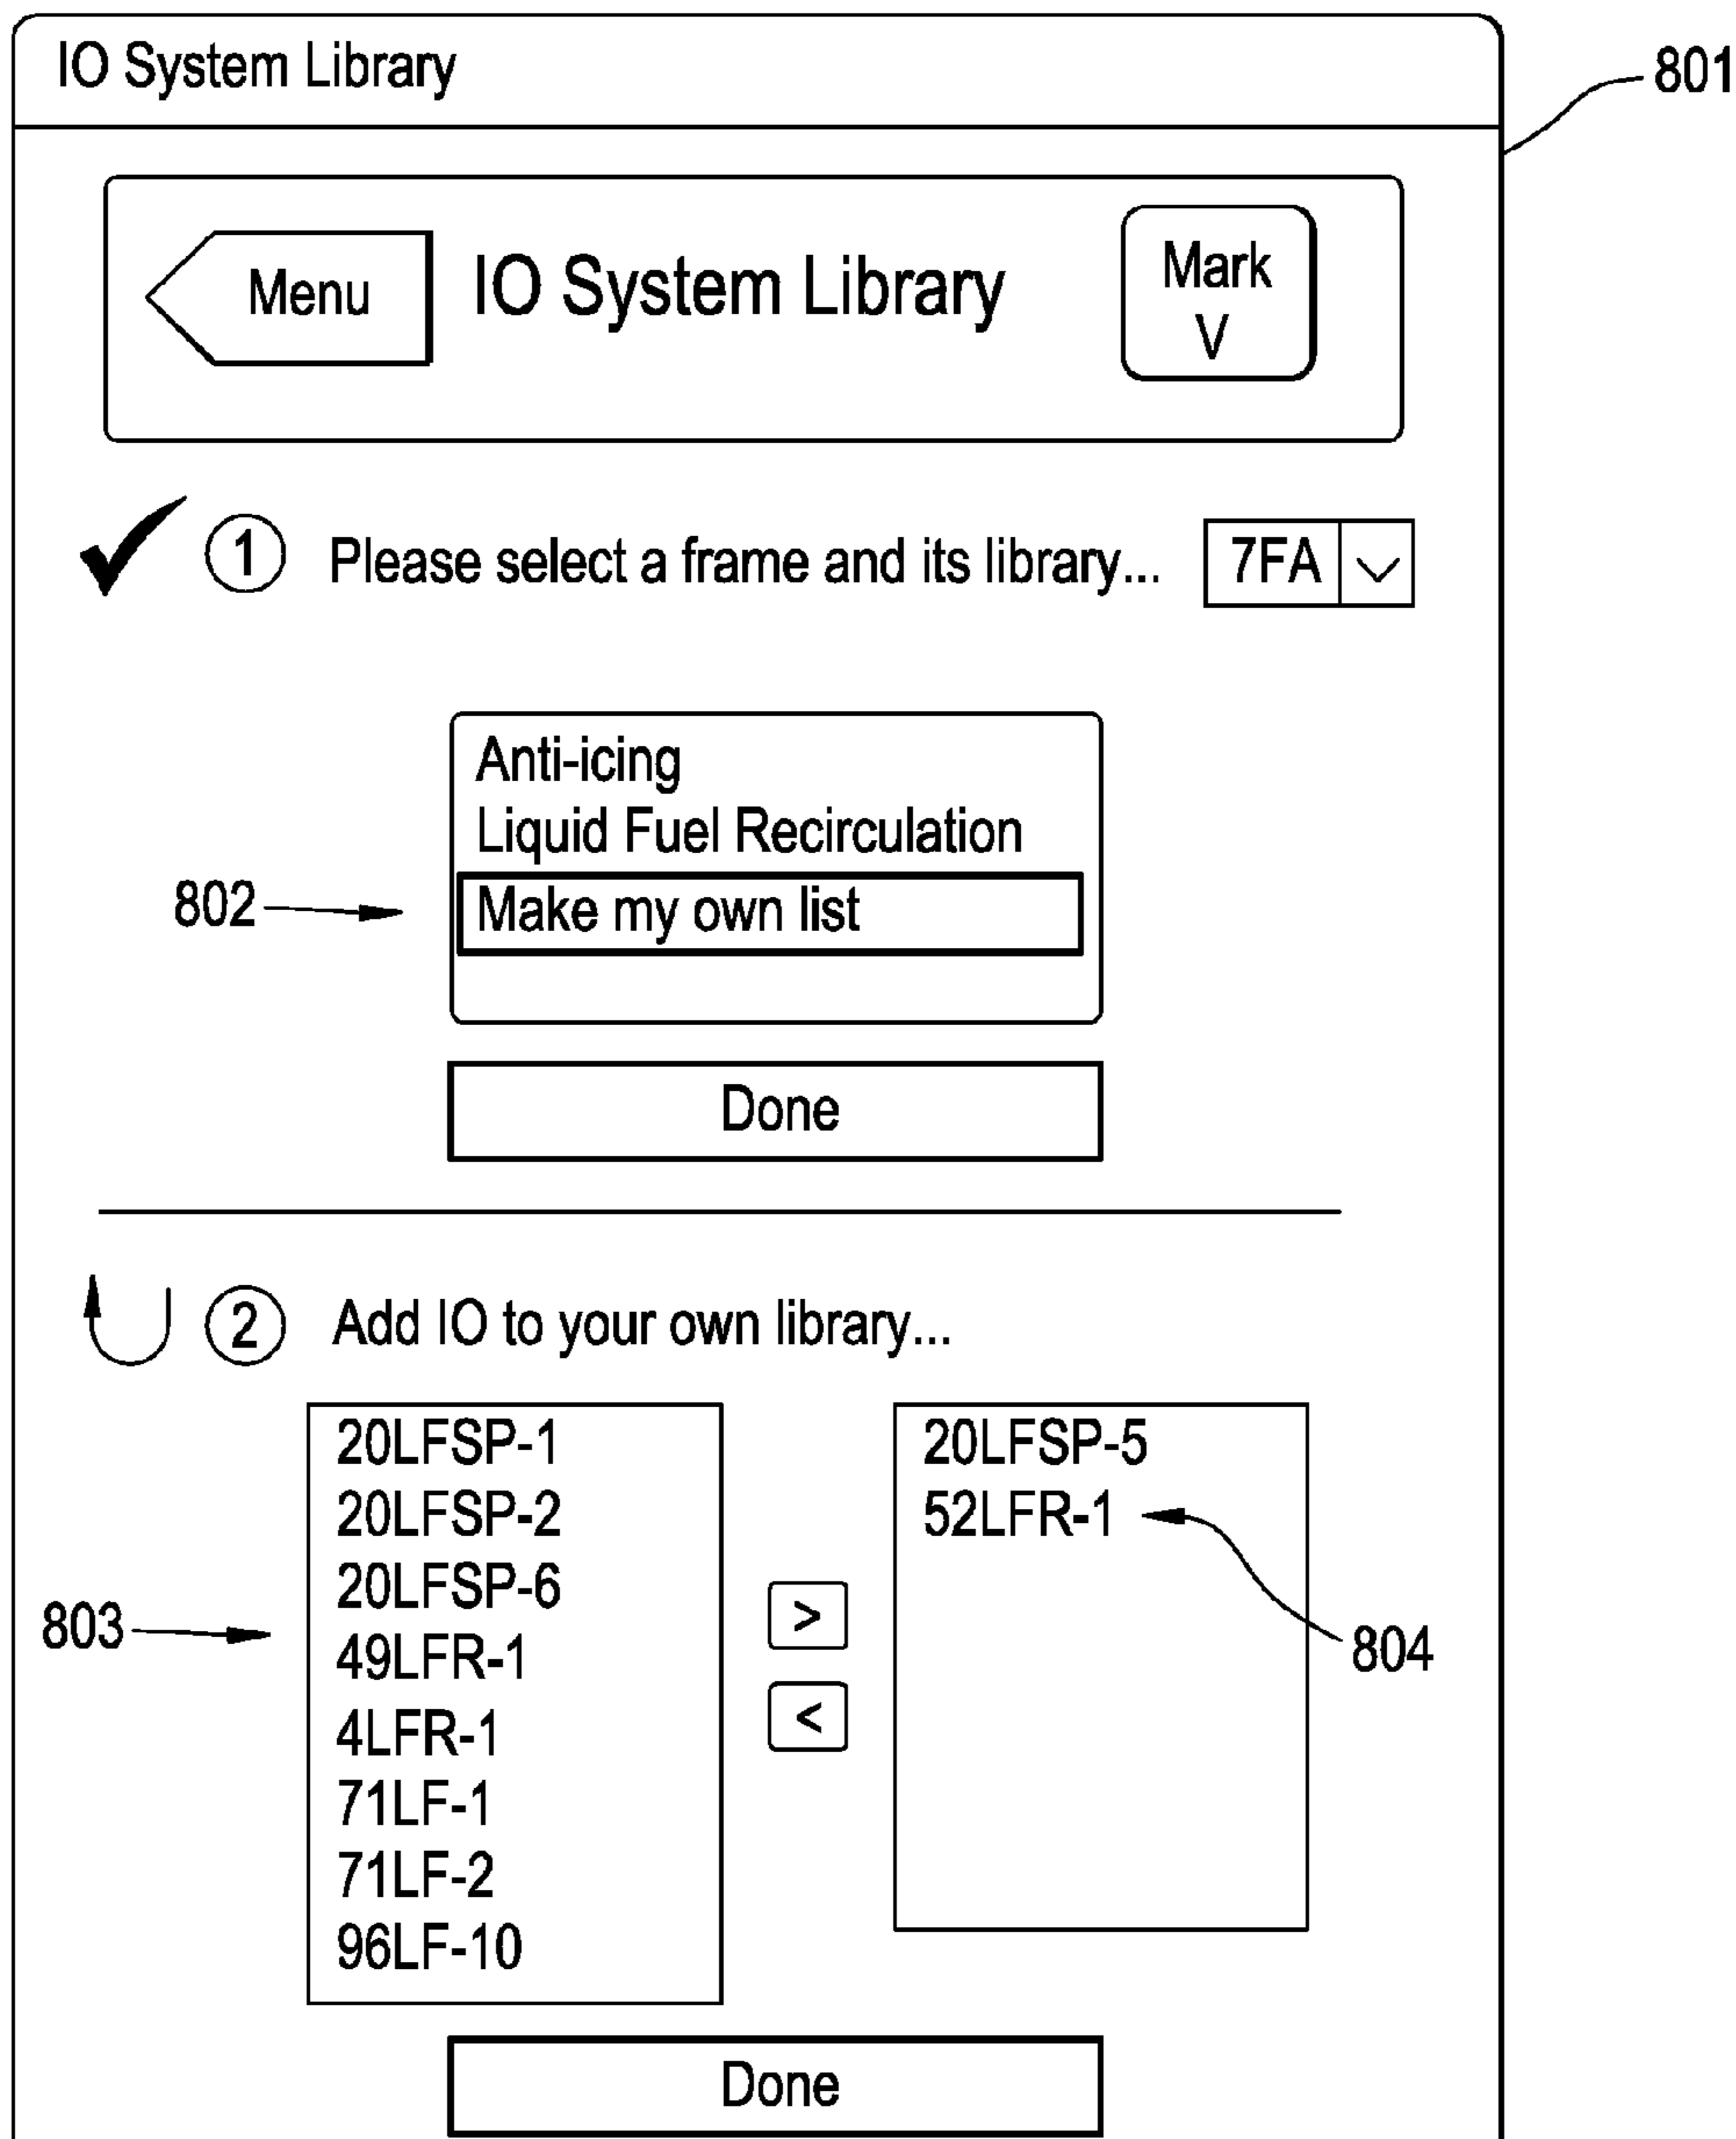 IO System Library
801
Menu
IO System Library
Mark
V
1 Please select a frame and its library... 7FA
Anti-icing
Liquid Fuel Recirculation
802
Make my own list
Done
2 Add IO to your own library...
20LFSP-1
20LFSP-2
20LFSP-6
49LFR-1
4LFR-1
71LF-1
71LF-2
96LF-10
803
>
<
20LFSP-5
52LFR-1
804
Done